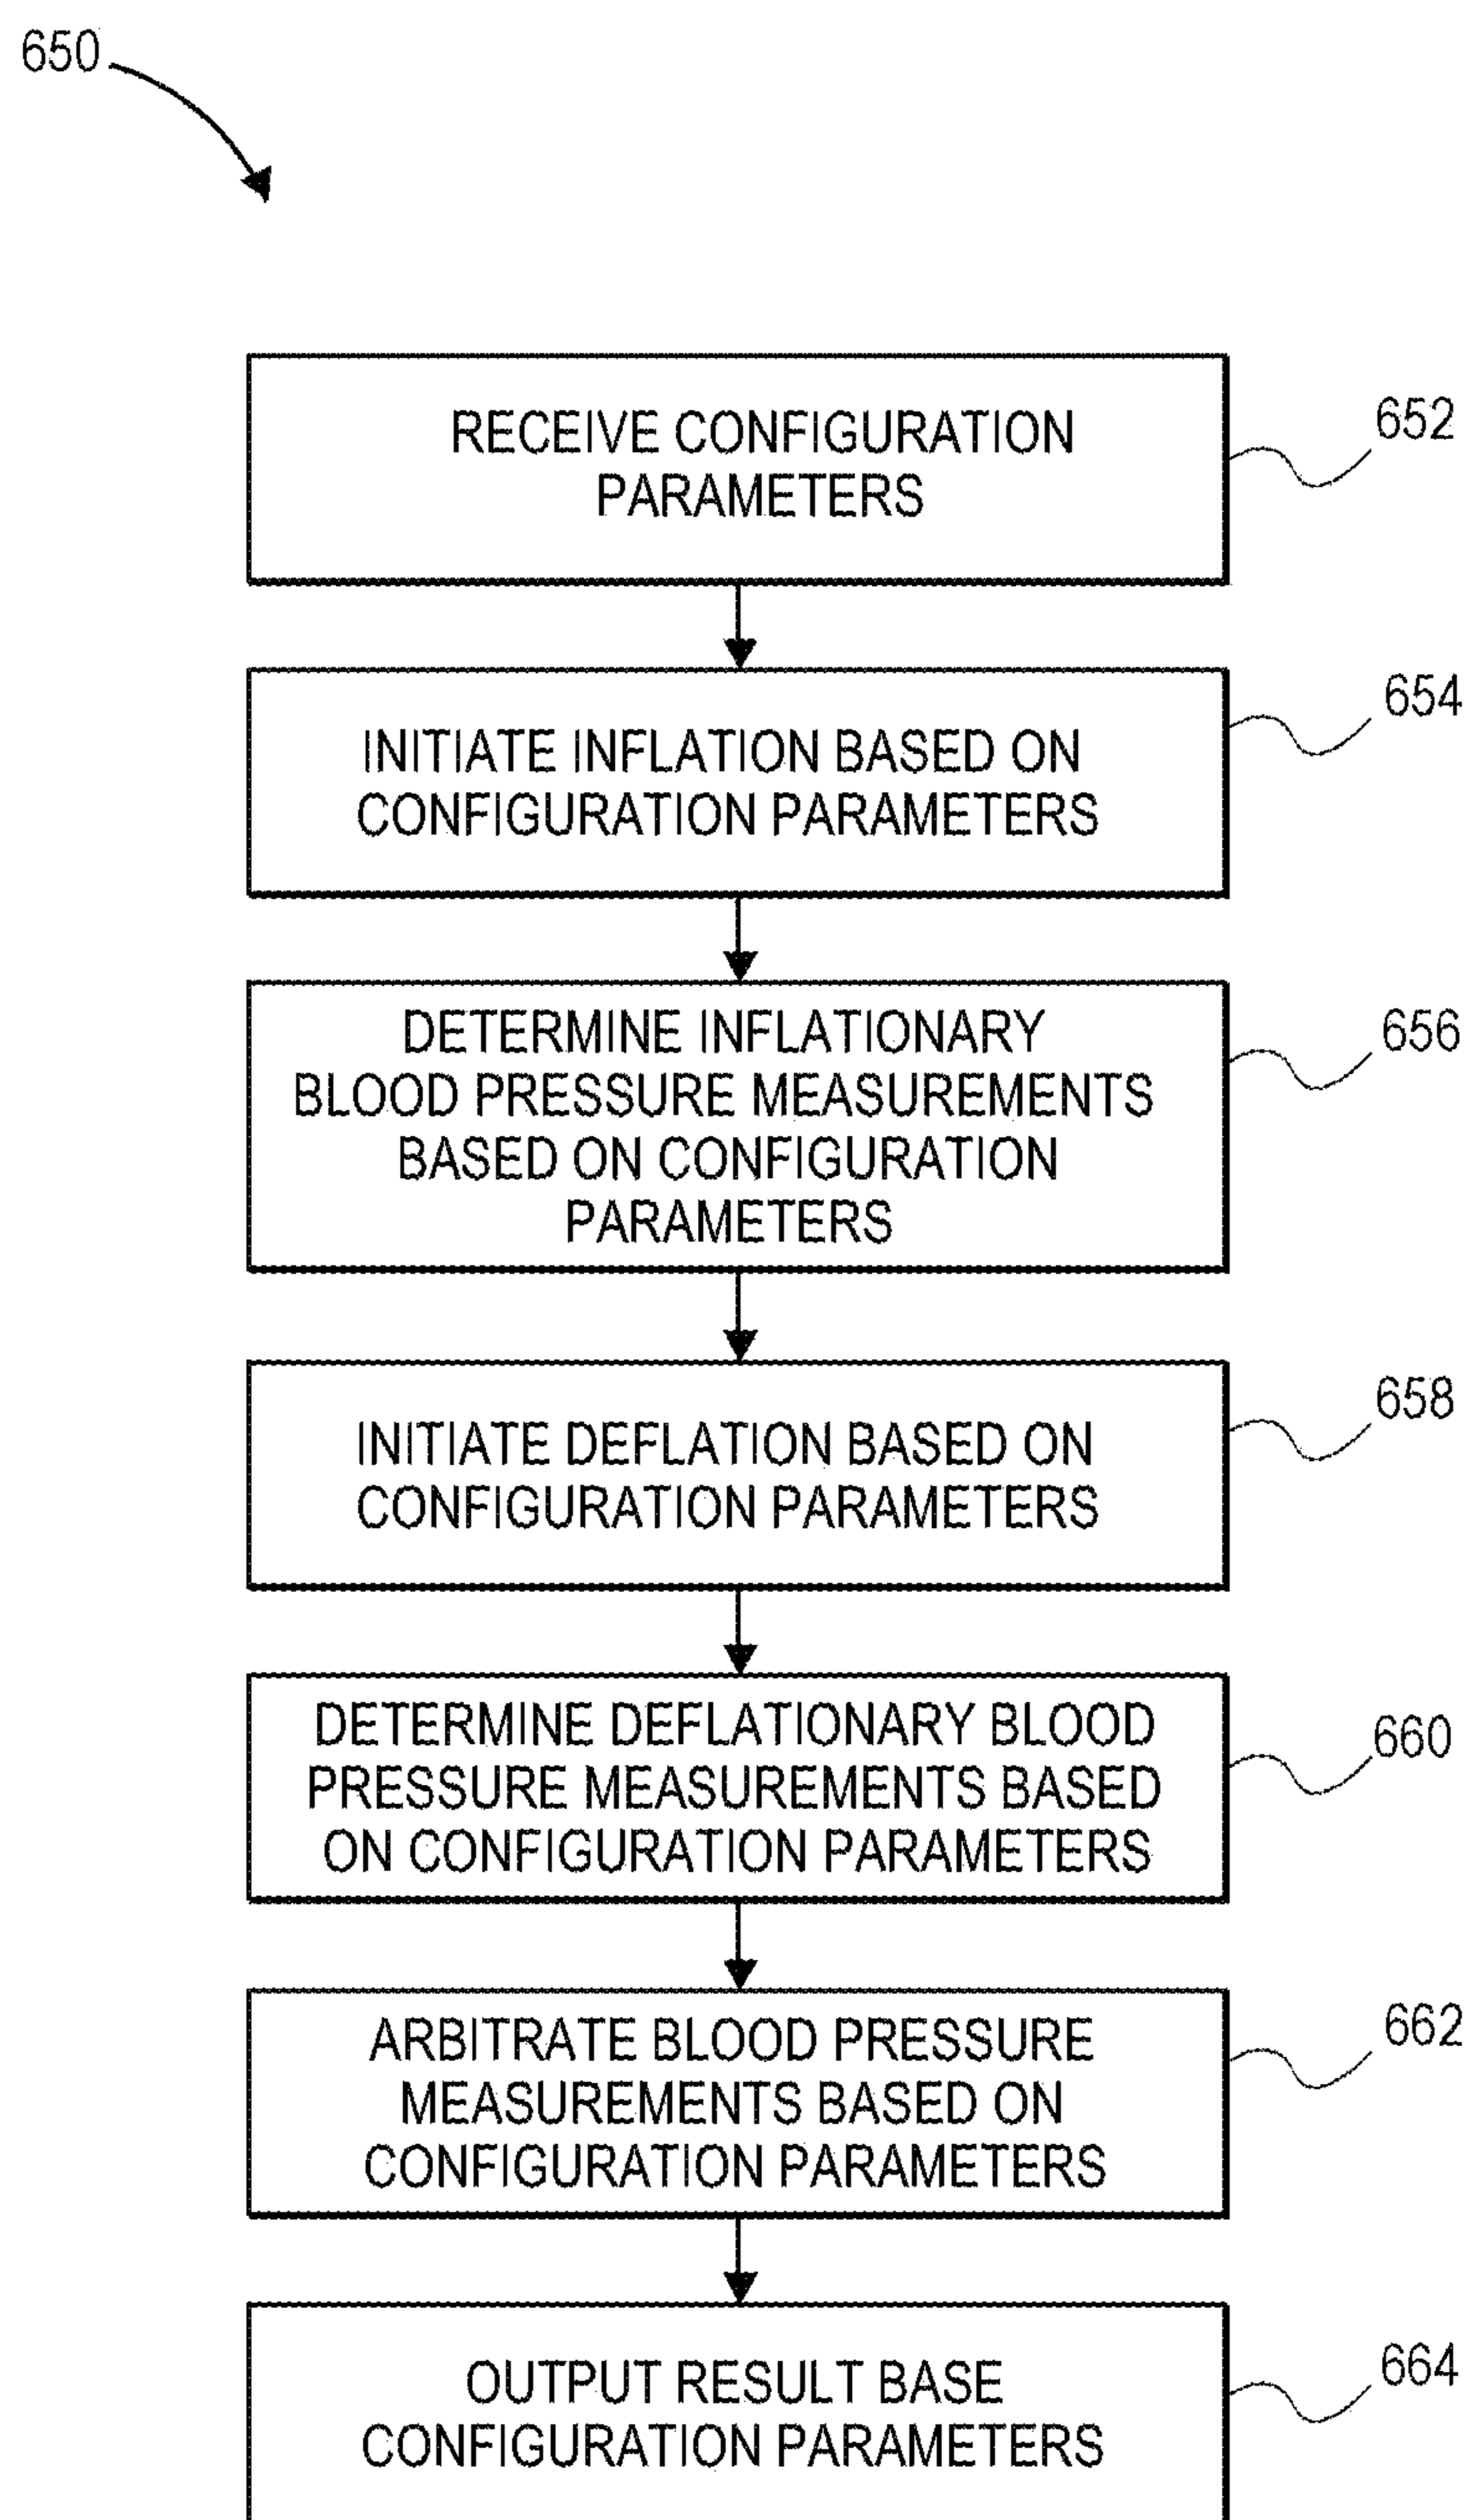 650
RECEIVE CONFIGURATION
PARAMETERS
652
INITIATE INFLATION BASED ON
CONFIGURATION PARAMETERS
654
DETERMINE INFLATIONARY
BLOOD PRESSURE MEASUREMENTS
BASED ON CONFIGURATION
PARAMETERS
656
INITIATE DEFLATION BASED ON
CONFIGURATION PARAMETERS
658
DETERMINE DEFLATIONARY BLOOD
PRESSURE MEASUREMENTS BASED
ON CONFIGURATION PARAMETERS
660
ARBITRATE BLOOD PRESSURE
MEASUREMENTS BASED ON
CONFIGURATION PARAMETERS
662
OUTPUT RESULT BASE
CONFIGURATION PARAMETERS
664